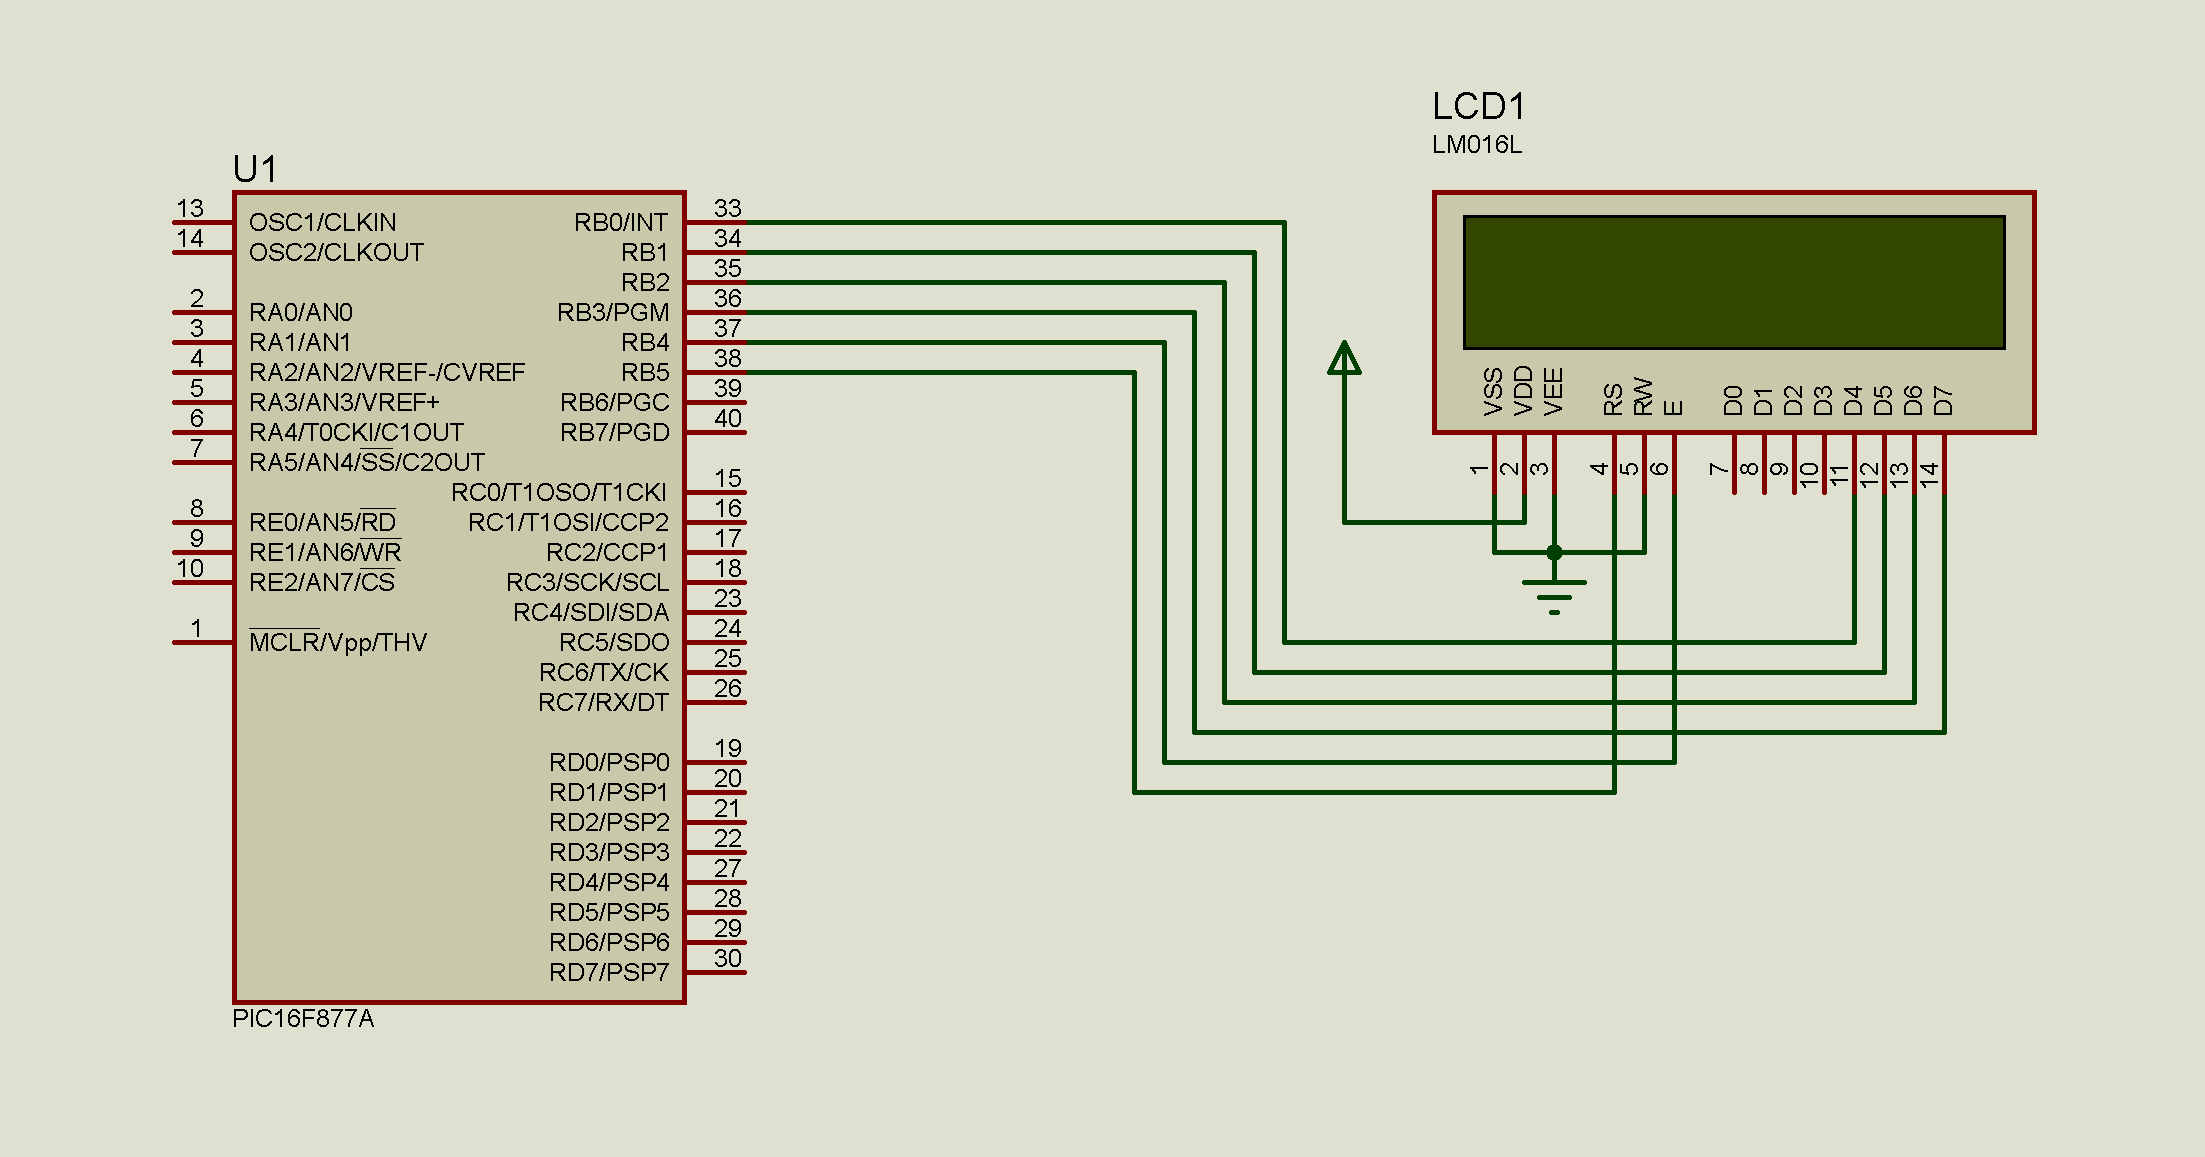 U1
13 OSC1/CLKIN
14 OSC2/CLKOUT
2 RA0/AN0
3 RA1/AN1
4 RA2/AN2/VREF-/CVREF
5 RA3/AN3/VREF+
6 RA4/T0CKI/C1OUT
7 RA5/AN4/SS/C2OUT
8 RE0/AN5/RD
9 RE1/AN6/WR
10 RE2/AN7/CS
1 MCLR/Vpp/THV
RB0/INT 33
RB1 34
RB2 35
RB3/PGM 36
RB4 37
RB5 38
RB6/PGC 39
RB7/PGD 40
RC0/T1OSO/T1CKI 15
RC1/T1OSI/CCP2 16
RC2/CCP1 17
RC3/SCK/SCL 18
RC4/SDI/SDA 23
RC5/SDO 24
RC6/TX/CK 25
RC7/RX/DT 26
RD0/PSP0 19
RD1/PSP1 20
RD2/PSP2 21
RD3/PSP3 22
RD4/PSP4 27
RD5/PSP5 28
RD6/PSP6 29
RD7/PSP7 30
PIC16F877A
LCD1
LM016L
VSS 1
VDD 2
VEE 3
RS 4
RW 5
E 6
D0 7
D1 8
D2 9
D3 10
D4 11
D5 12
D6 13
D7 14